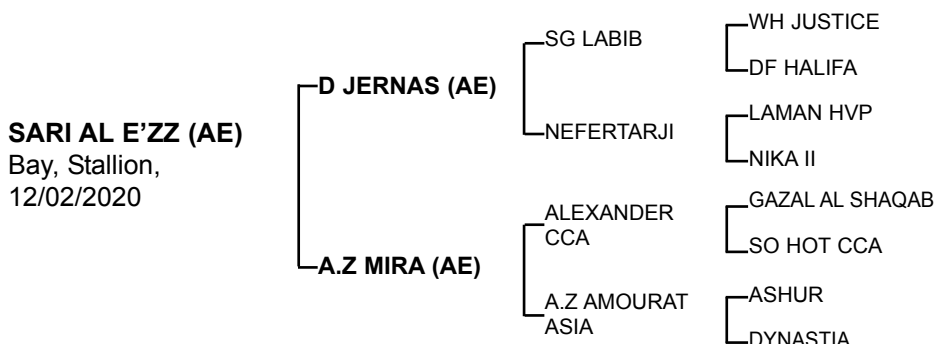 SARI AL E’ZZ (AE)
Bay, Stallion,
12/02/2020
D JERNAS (AE)
A.Z MIRA (AE)
SG LABIB
NEFERTARJI
ALEXANDER
CCA
A.Z AMOURAT
ASIA
WH JUSTICE
DF HALIFA
LAMAN HVP
NIKA II
GAZAL AL SHAQAB
SO HOT CCA
ASHUR
DYNASTIA